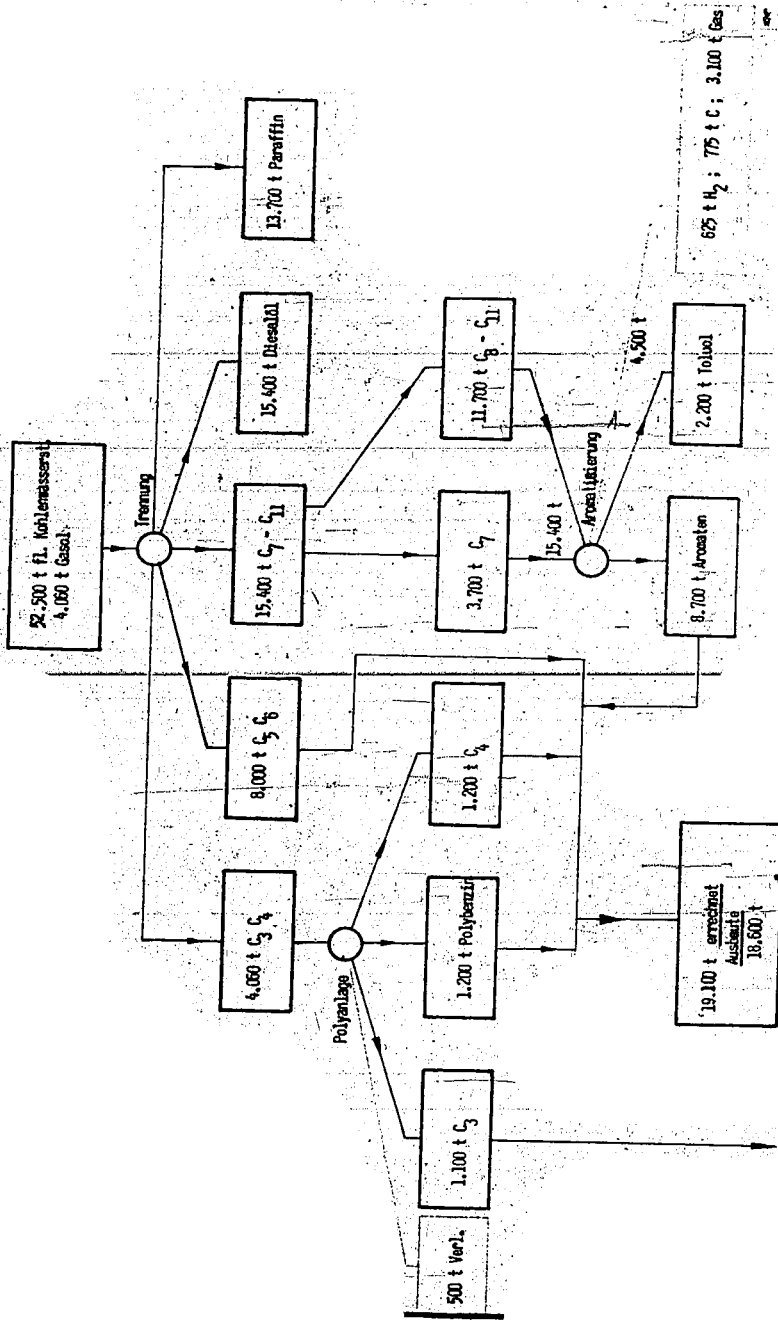 52.500 t fl. Kohlenwasserst.
4.060 t Gasol
Trennung
4.060 t C3 C4
8.000 t C5 C6
15.400 t C7 - C11
15.400 t Dieselöl
13.700 t Paraffin
Polyanlage
500 t Verl.
1.100 t C3
1.200 t Polybenzin
1.200 t C4
3.700 t C7
11.700 t C8 - C11
15.400 t
Aromatisierung
4.500 t
8.700 t Aromaten
2.200 t Toluol
625 t H2 ; 775 t C ; 3.100 t Gas
19.100 t errechnet
Ausbeute
18.600 t